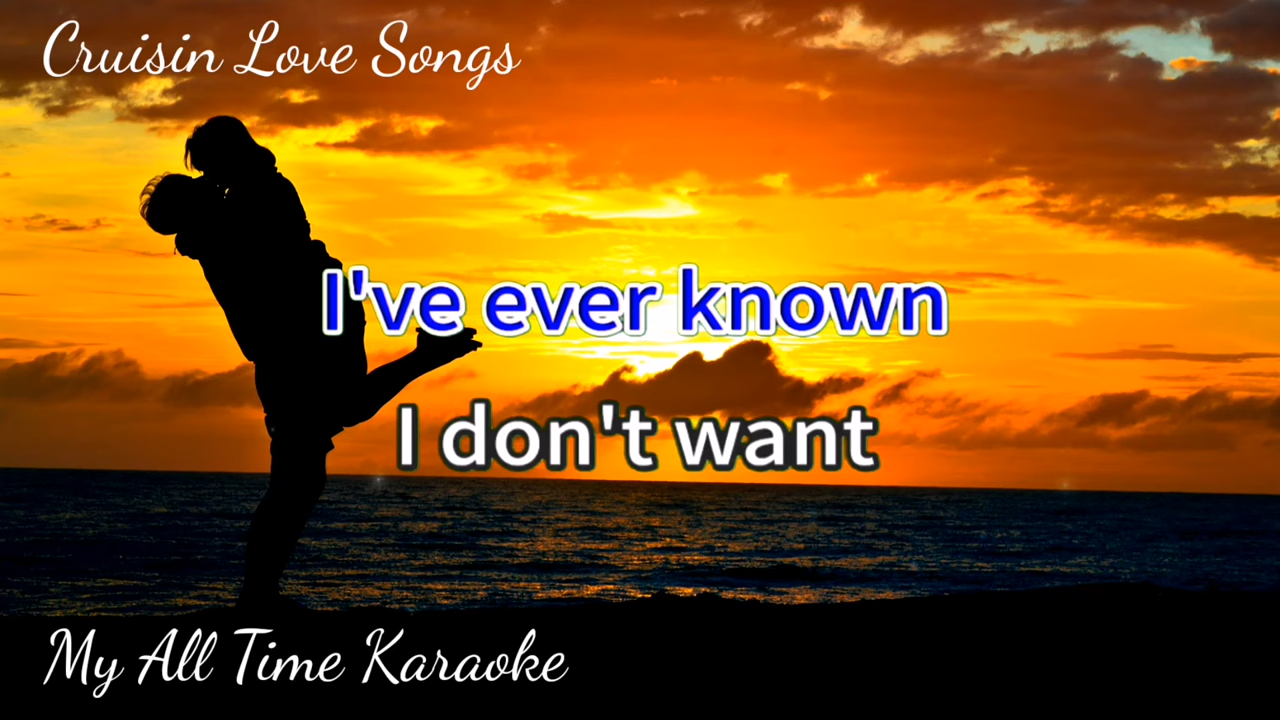 Cruisin Love Songs
I've ever known
I don't want
My All Time Karaoke